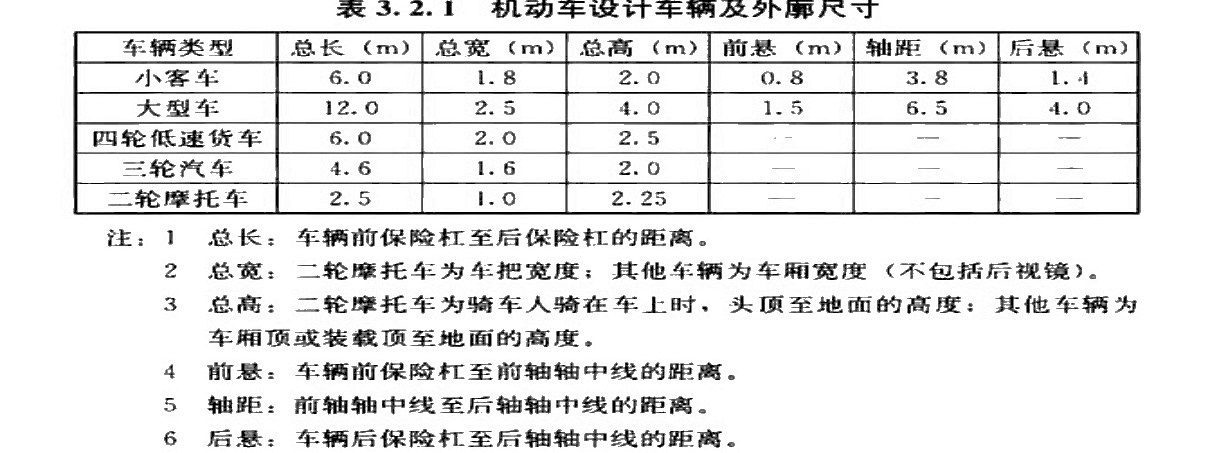 表 3. 2. 1 机动车设计车辆及外廓尺寸
车辆类型 总长 (m) 总宽 (m) 总高 (m) 前悬 (m) 轴距 (m) 后悬 (m)
小客车 6. 0 1. 8 2. 0 0. 8 3. 8 1. 4
大型车 12. 0 2. 5 4. 0 1. 5 6. 5 4. 0
四轮低速货车 6. 0 2. 0 2. 5 — — —
三轮汽车 4. 6 1. 6 2. 0 — — —
二轮摩托车 2. 5 1. 0 2. 25 — — —
注: 1 总长: 车辆前保险杠至后保险杠的距离。
2 总宽: 二轮摩托车为车把宽度; 其他车辆为车厢宽度 (不包括后视镜)。
3 总高: 二轮摩托车为骑车人骑在车上时, 头顶至地面的高度; 其他车辆为
车厢顶或装载顶至地面的高度。
4 前悬: 车辆前保险杠至前轴轴中线的距离。
5 轴距: 前轴轴中线至后轴轴中线的距离。
6 后悬: 车辆后保险杠至后轴轴中线的距离。